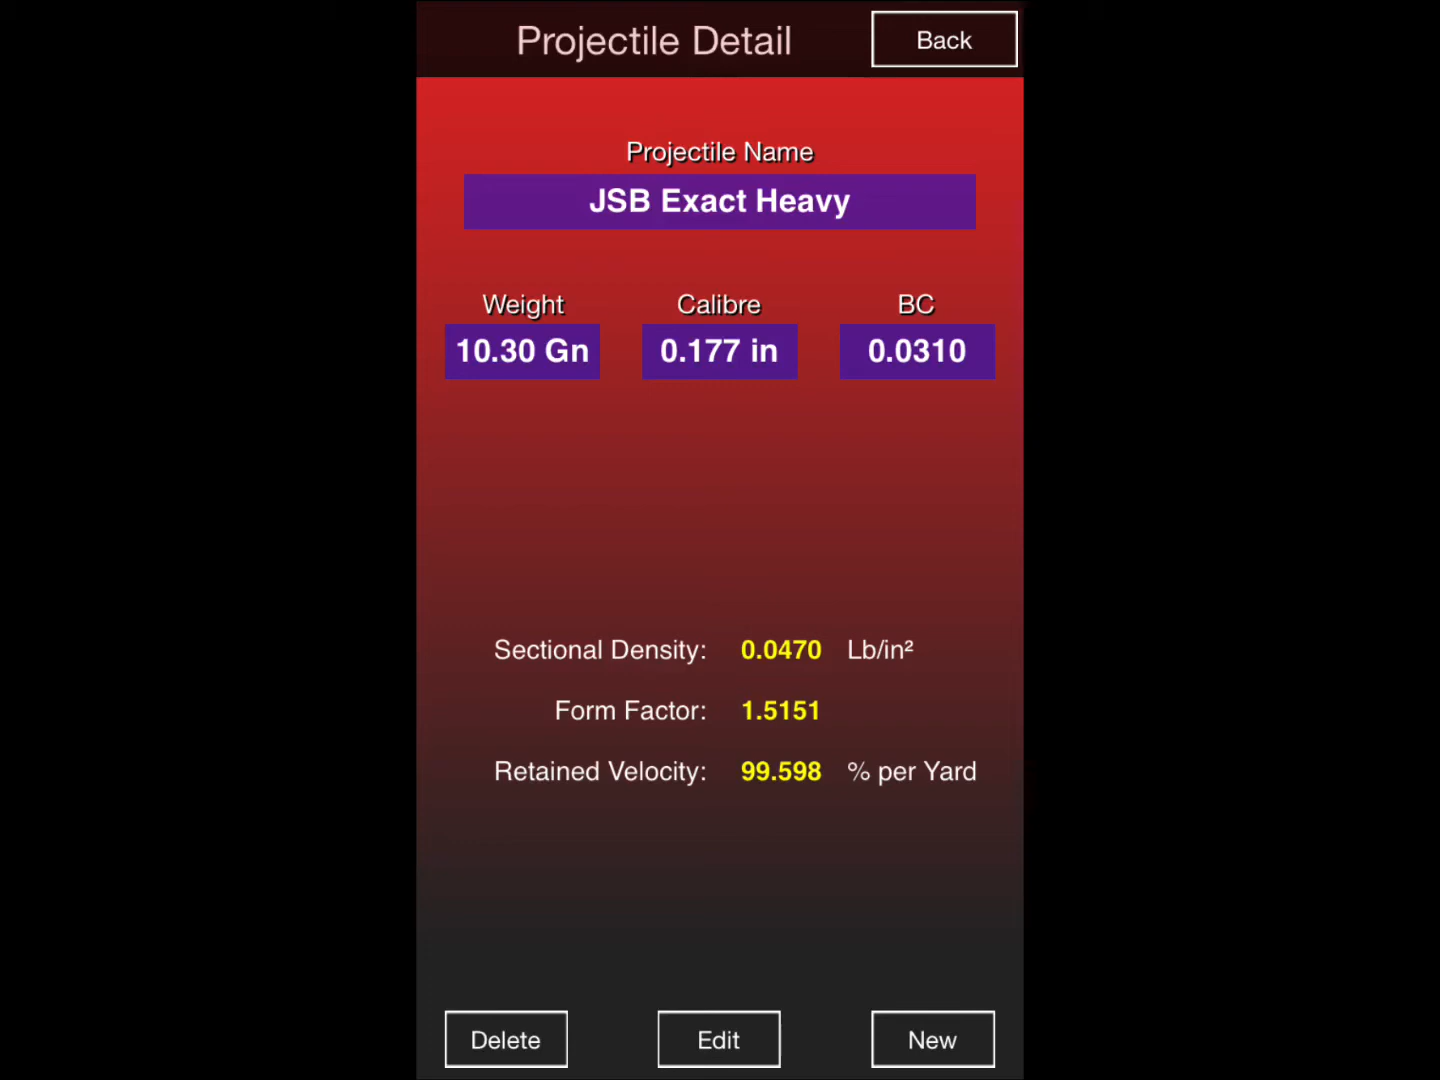 Projectile Detail Back
Projectile Name
JSB Exact Heavy
Weight Calibre BC
10.30 Gn 0.177 in 0.0310
Sectional Density: 0.0470 Lb/in²
Form Factor: 1.5151
Retained Velocity: 99.598 % per Yard
Delete Edit New